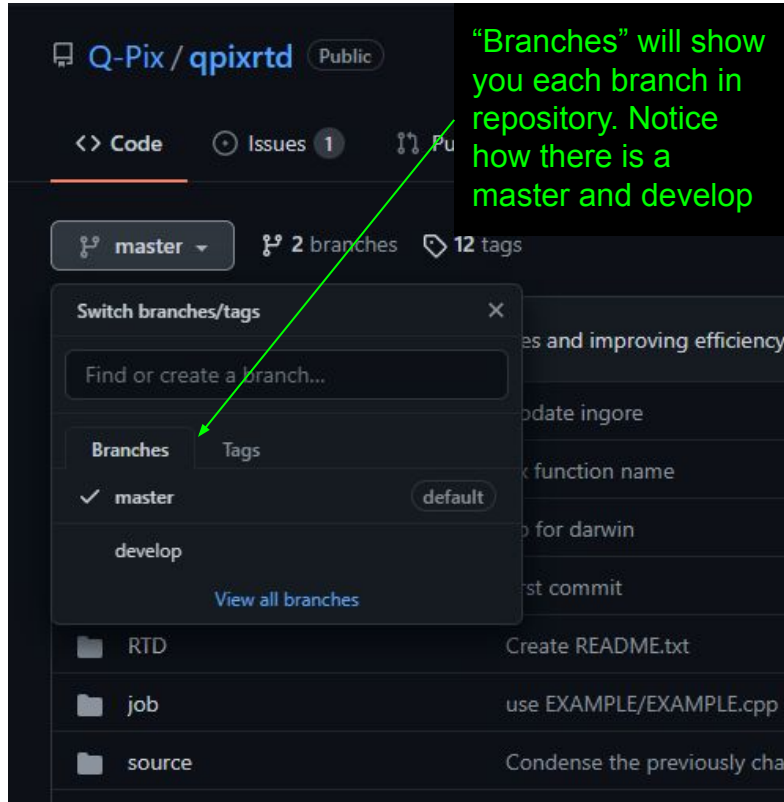 Q-Pix / qpixrtd Public
"Branches" will show
you each branch in
repository. Notice
how there is a
master and develop
<> Code Issues 1 Pu
master 2 branches 12 tags
Switch branches/tags
es and improving efficiency
Find or create a branch...
pdate ingore
Branches Tags
function name
master default
for darwin
develop
rst commit
View all branches
RTD Create README.txt
job use EXAMPLE/EXAMPLE.cpp
source Condense the previously cha